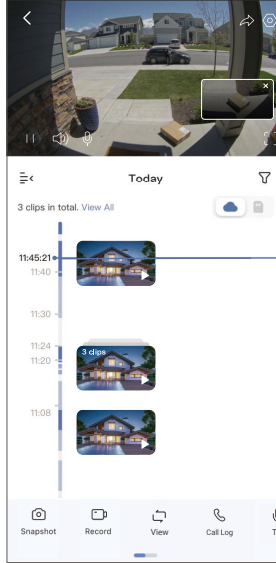 Today
3 clips in total. View All
11:45:21
11:40
11:30
3 clips
11:24
11:20
11:08
Snapshot
Record
View
Call Log
T